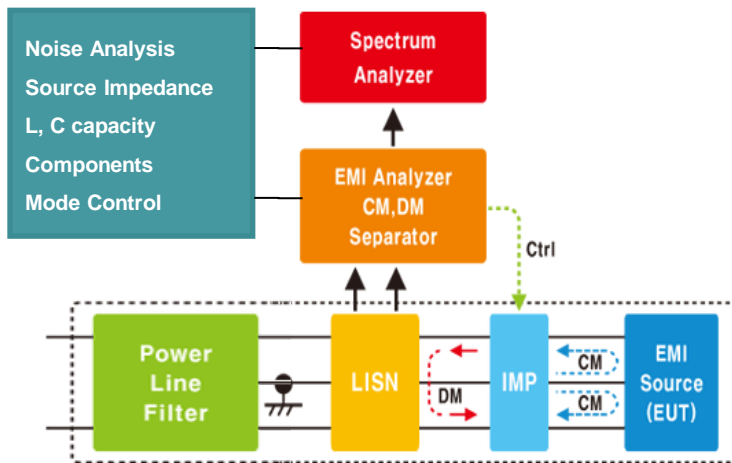 Noise Analysis
Source Impedance
L, C capacity
Components
Mode Control
Spectrum
Analyzer
EMI Analyzer
CM,DM
Separator
Ctrl
Power
Line
Filter
LISN
DM
IMP
CM
CM
EMI
Source
(EUT)